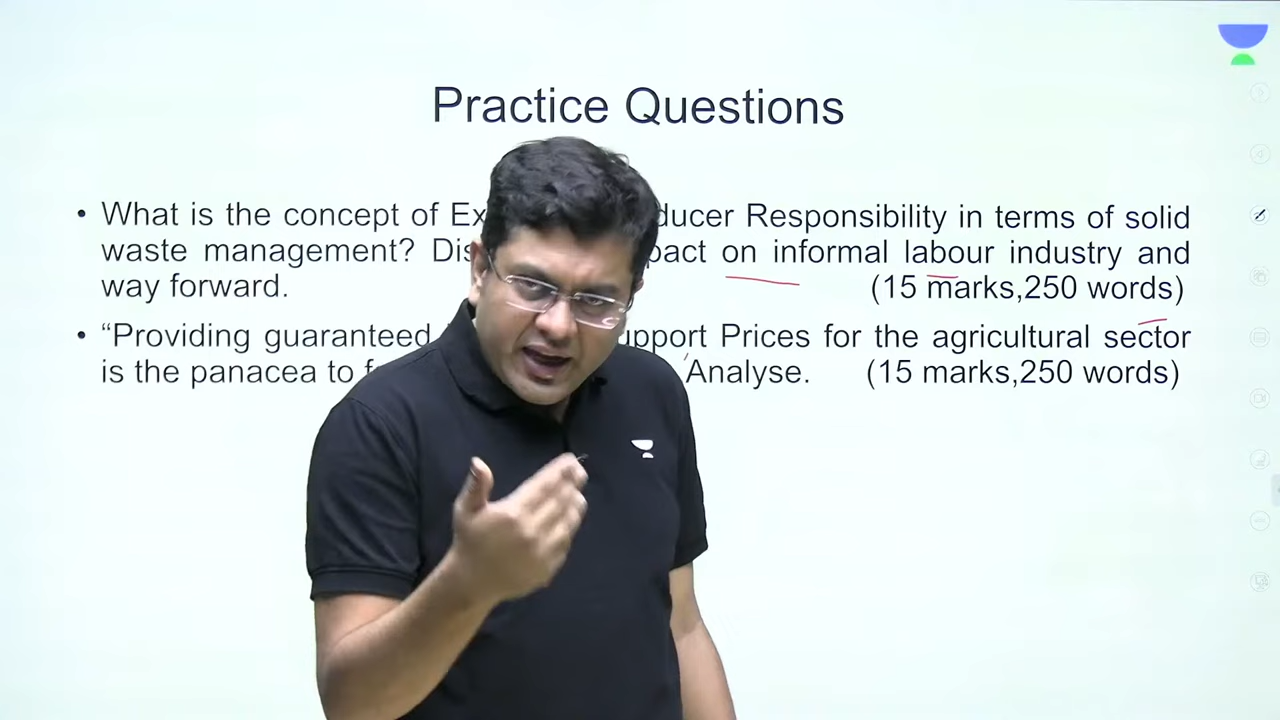 Practice Questions
• What is the concept of Ex ducer Responsibility in terms of solid
waste management? Dis pact on informal labour industry and
way forward. (15 marks,250 words)
• “Providing guaranteed upport Prices for the agricultural sector
is the panacea to f Analyse. (15 marks,250 words)